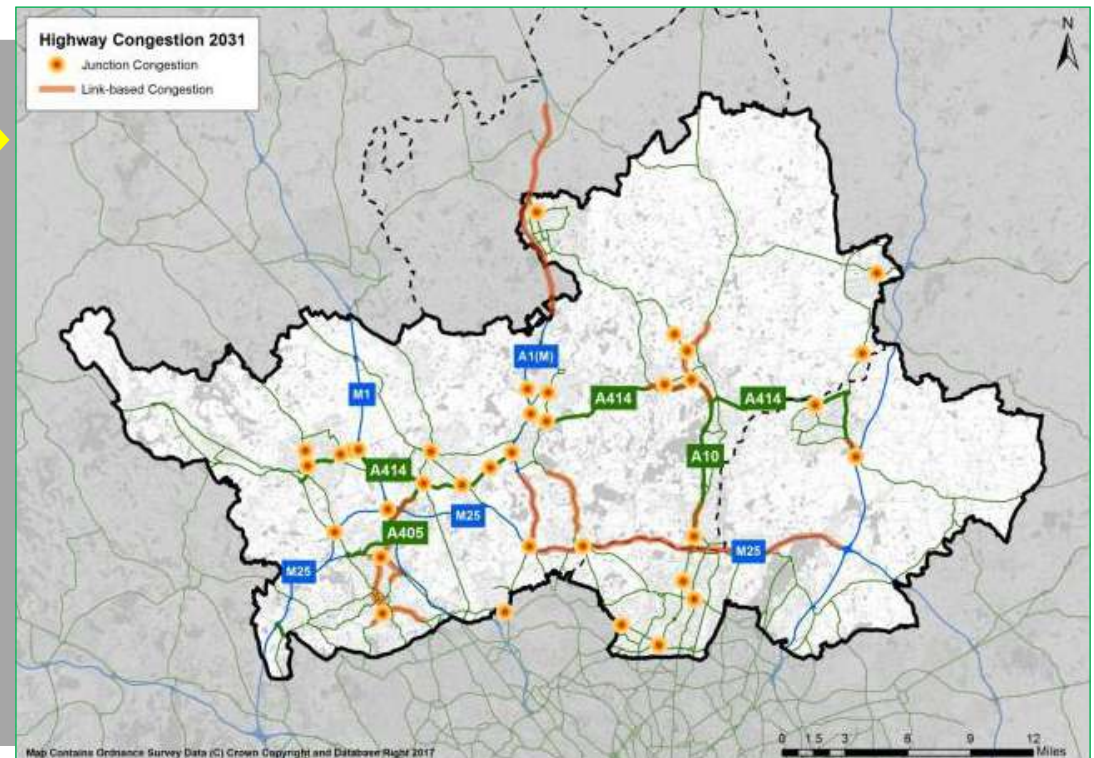 Highway Congestion 2031
Junction Congestion
Link-based Congestion
N
A1(M)
M1
A414
A414
A10
A414
M25
A405
M25
M25
0 1.5 3 6 9 12
Miles
Map Contains Ordnance Survey Data (C) Crown Copyright and Database Right 2017